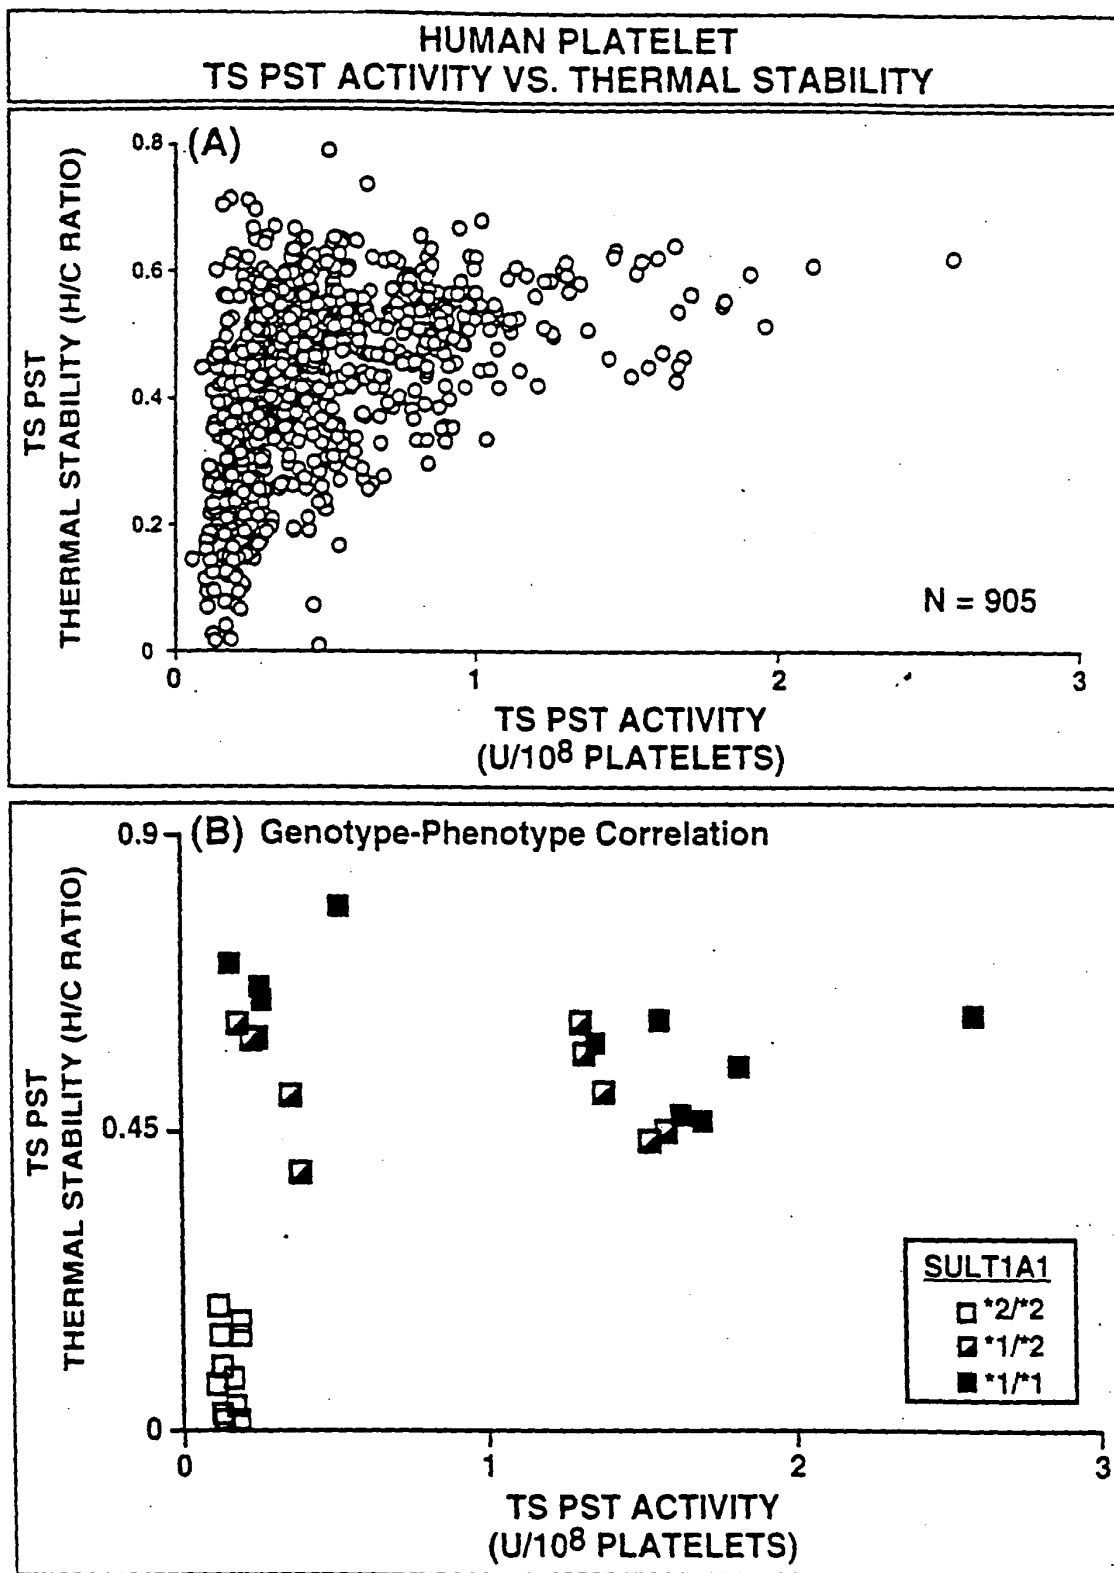 HUMAN PLATELET
TS PST ACTIVITY VS. THERMAL STABILITY
(A)
TS PST
THERMAL STABILITY (H/C RATIO)
0.8
0.6
0.4
0.2
0
N = 905
0 1 2 3
TS PST ACTIVITY
(U/10⁸ PLATELETS)
(B) Genotype-Phenotype Correlation
TS PST
THERMAL STABILITY (H/C RATIO)
0.9
0.45
0
SULT1A1
*2/*2
*1/*2
*1/*1
0 1 2 3
TS PST ACTIVITY
(U/10⁸ PLATELETS)